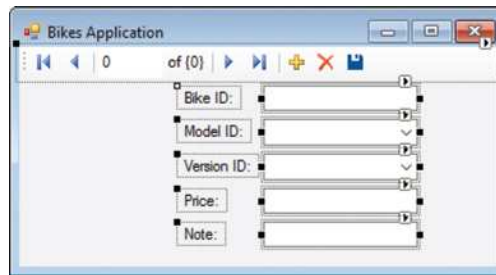 Bikes Application
0 of {0}
Bike ID:
Model ID:
Version ID:
Price:
Note: